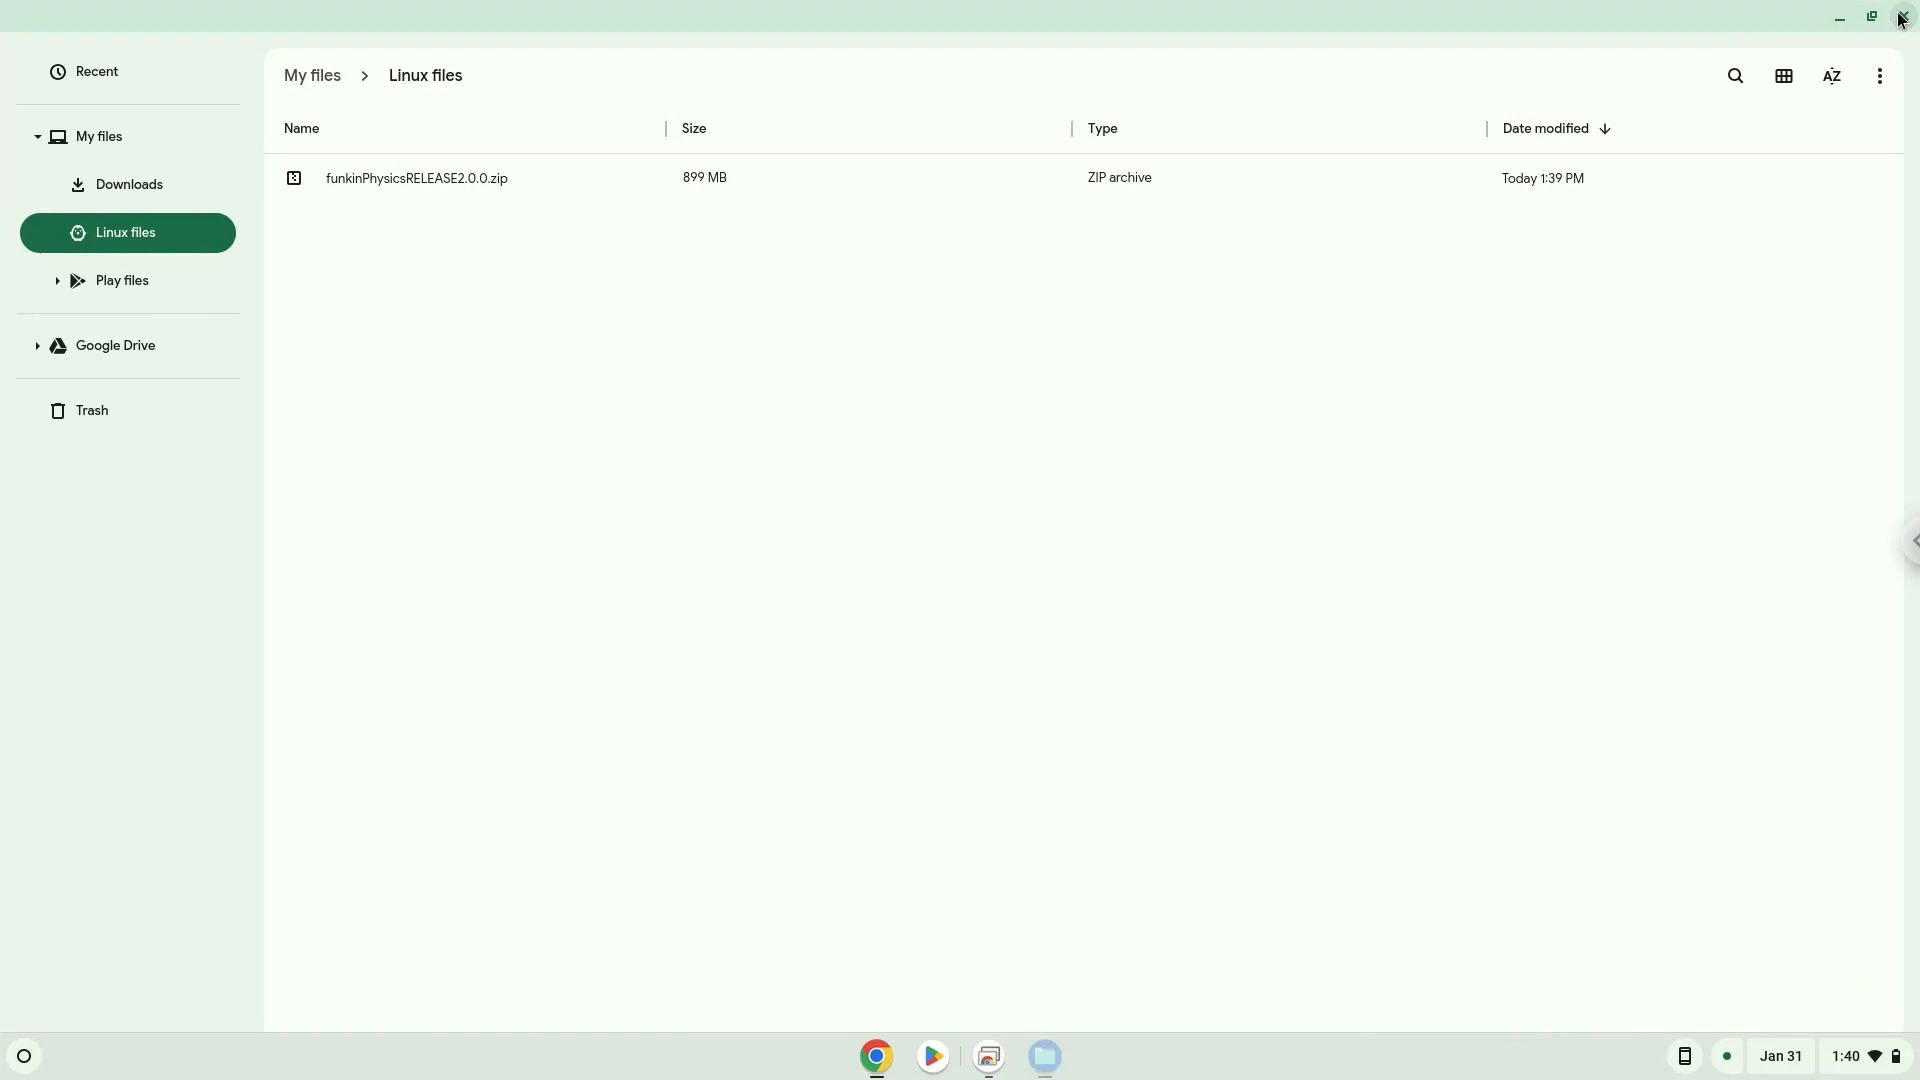 Recent
My files
Downloads
Linux files
Play files
Google Drive
Trash
My files > Linux files
AZ
Name Size Type Date modified
funkinPhysicsRELEASE2.0.0.zip 899 MB ZIP archive Today 1:39 PM
Jan 31 1:40